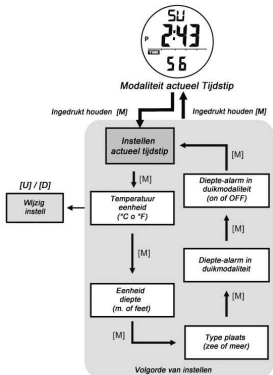 SU
P 2:43
TIME
56
Modaliteit actueel Tijdstip
Ingedrukt houden [M]
Ingedrukt houden [M]
Instellen
actueel tijdstip
[M]
[M]
[U] / [D]
Wijzig
instell
Temperatuur
eenheid
(°C o °F)
Diepte-alarm in
duikmodaliteit
(on of OFF)
[M]
[M]
Diepte-alarm in
duikmodaliteit
Eenheid
diepte
(m. of feet)
[M]
[M]
Type plaats
(zee of meer)
Volgorde van instellen